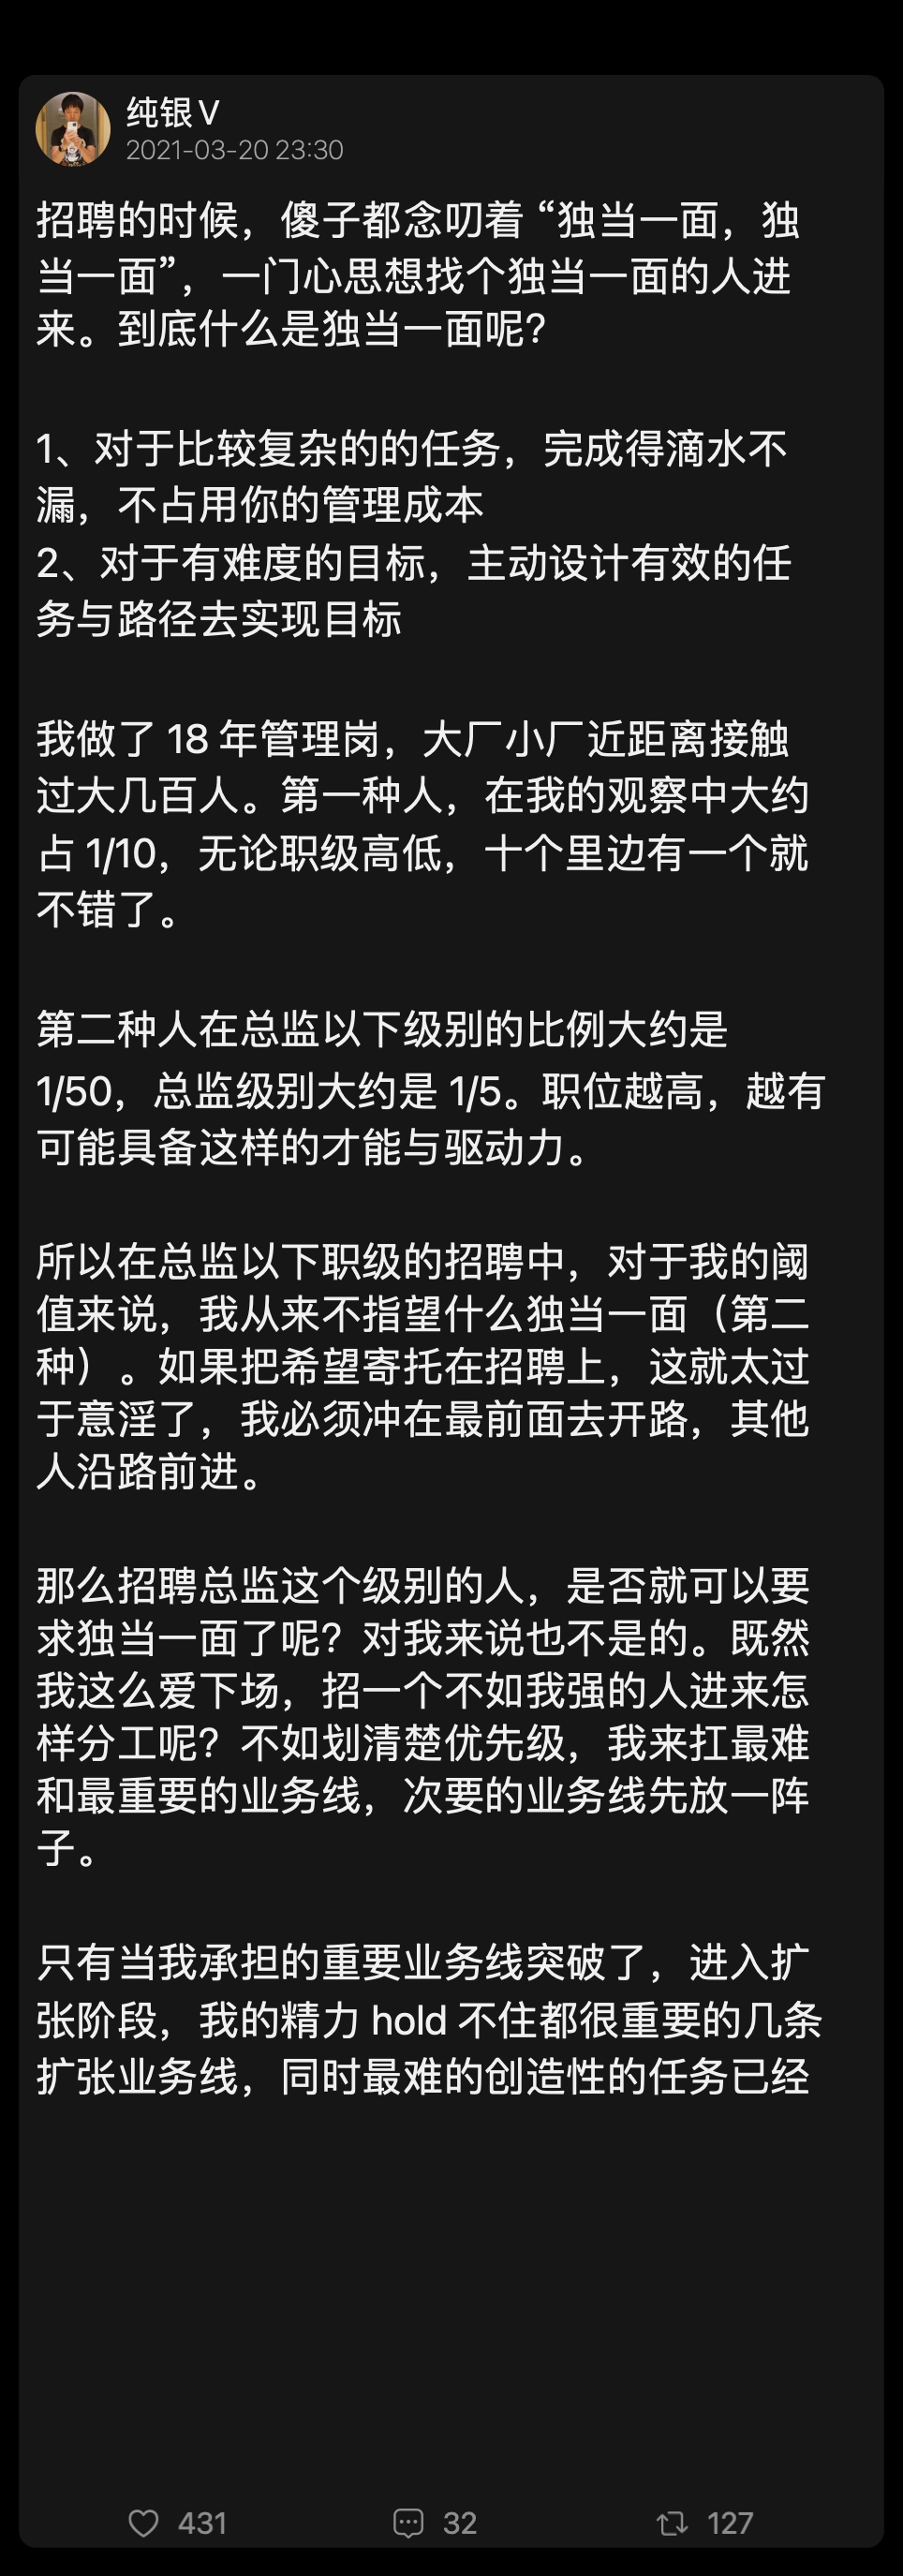 纯银V
2021-03-20 23:30
招聘的时候，傻子都念叨着 “独当一面，独
当一面”，一门心思想找个独当一面的人进
来。到底什么是独当一面呢？
1、对于比较复杂的的任务，完成得滴水不
漏，不占用你的管理成本
2、对于有难度的目标，主动设计有效的任
务与路径去实现目标
我做了 18 年管理岗，大厂小厂近距离接触
过大几百人。第一种人，在我的观察中大约
占 1/10，无论职级高低，十个里边有一个就
不错了。
第二种人在总监以下级别的比例大约是
1/50，总监级别大约是 1/5。职位越高，越有
可能具备这样的才能与驱动力。
所以在总监以下职级的招聘中，对于我的阈
值来说，我从来不指望什么独当一面（第二
种）。如果把希望寄托在招聘上，这就太过
于意淫了，我必须冲在最前面去开路，其他
人沿路前进。
那么招聘总监这个级别的人，是否就可以要
求独当一面了呢？对我来说也不是的。既然
我这么爱下场，招一个不如我强的人进来怎
样分工呢？不如划清楚优先级，我来扛最难
和最重要的业务线，次要的业务线先放一阵
子。
只有当我承担的重要业务线突破了，进入扩
张阶段，我的精力 hold 不住都很重要的几条
扩张业务线，同时最难的创造性的任务已经
431
32
127